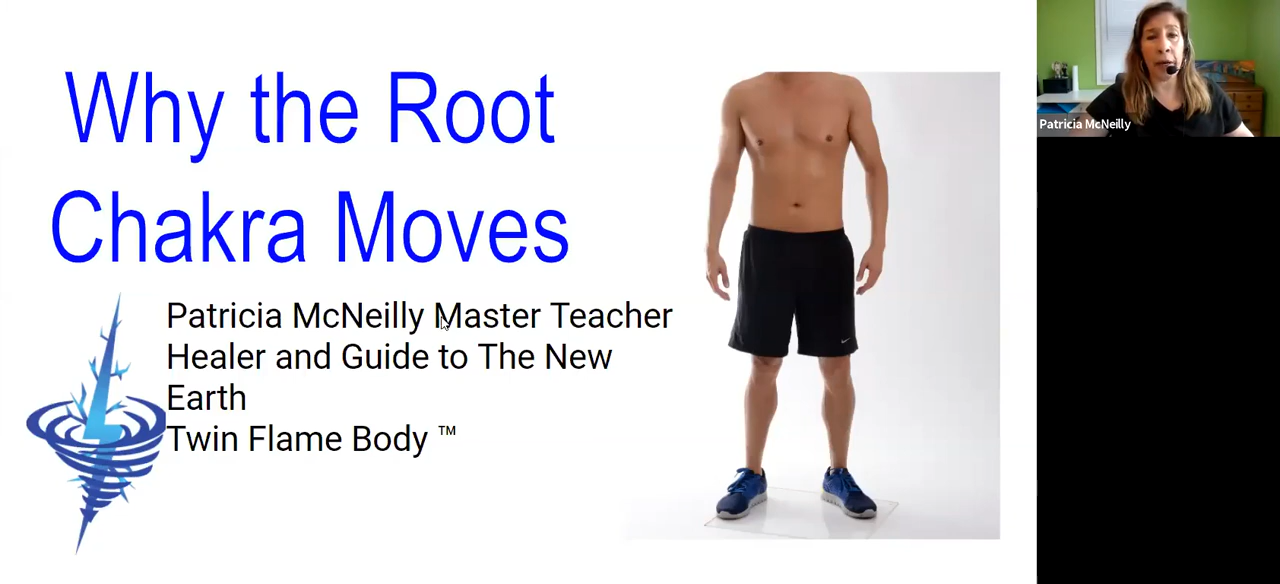 Why the Root
Chakra Moves
Patricia McNeilly Master Teacher
Healer and Guide to The New
Earth
Twin Flame Body ™
Patricia McNeilly